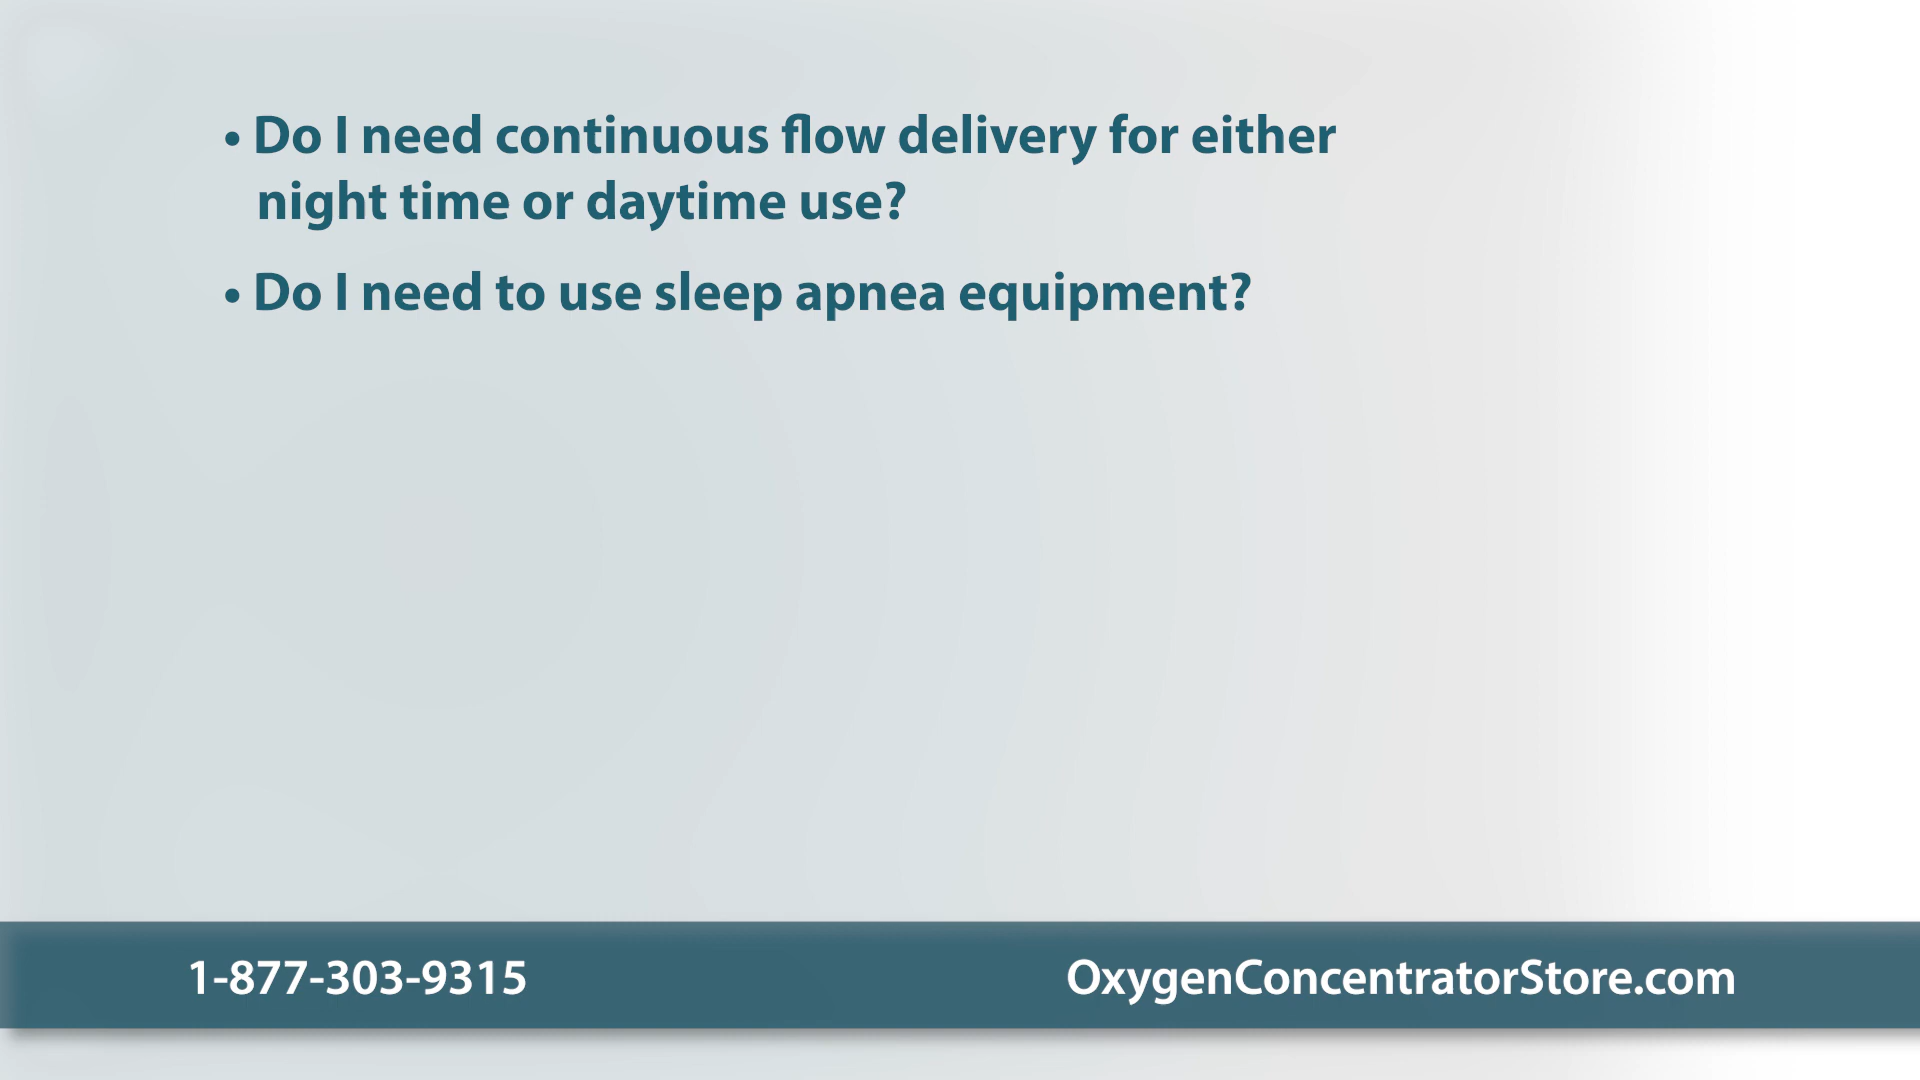 • Do I need continuous flow delivery for either
night time or daytime use?
• Do I need to use sleep apnea equipment?
1-877-303-9315
OxygenConcentratorStore.com